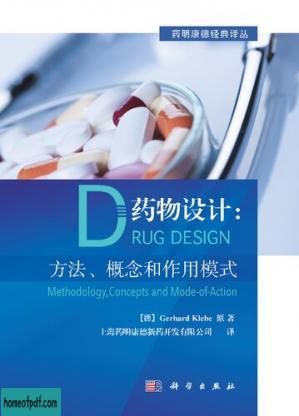 药明康德经典译丛
药物设计：
DRUG DESIGN
方法、概念和作用模式
Methodology,Concepts and Mode-of-Action
【德】Gerhard Klebe 原著
上海药明康德新药开发有限公司 译
科学出版社
homeofpdf.com